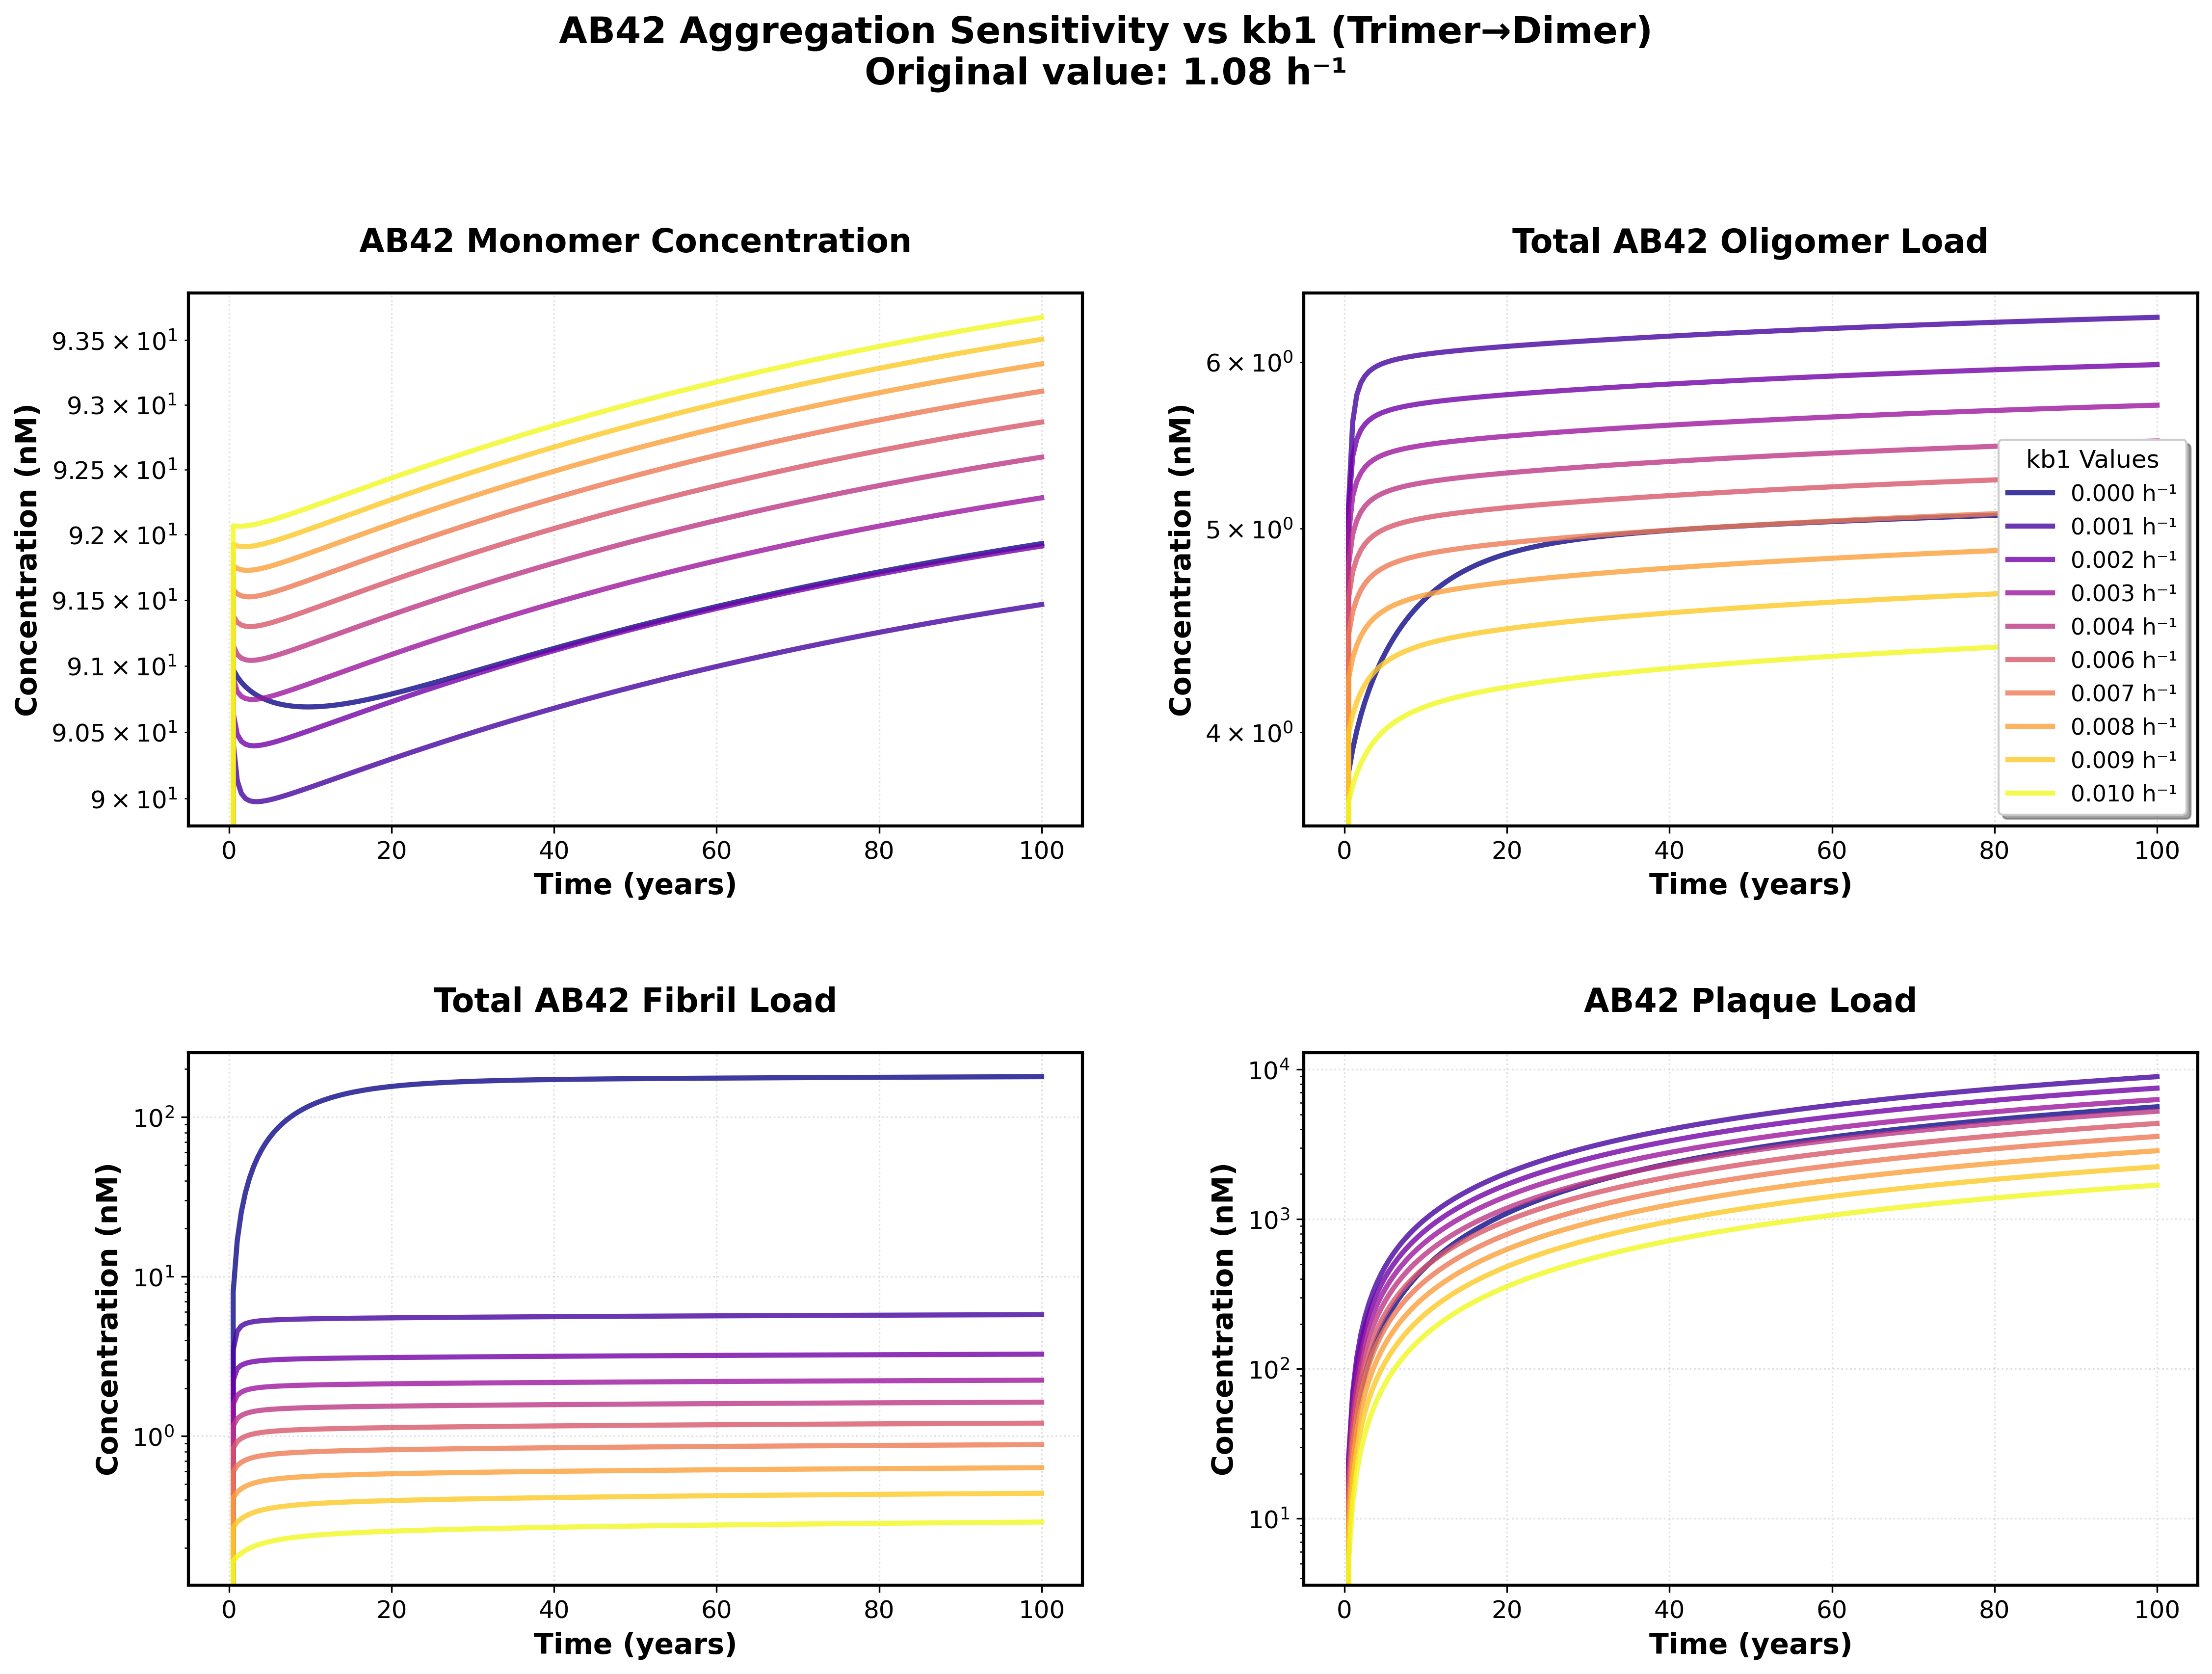 AB42 Aggregation Sensitivity vs kb1 (Trimer→Dimer)
Original value: 1.08 h⁻¹
AB42 Monomer Concentration
Concentration (nM)
9.35 × 10¹
9.3 × 10¹
9.25 × 10¹
9.2 × 10¹
9.15 × 10¹
9.1 × 10¹
9.05 × 10¹
9 × 10¹
0 20 40 60 80 100
Time (years)
Total AB42 Oligomer Load
Concentration (nM)
6 × 10⁰
5 × 10⁰
4 × 10⁰
kb1 Values
0.000 h⁻¹
0.001 h⁻¹
0.002 h⁻¹
0.003 h⁻¹
0.004 h⁻¹
0.006 h⁻¹
0.007 h⁻¹
0.008 h⁻¹
0.009 h⁻¹
0.010 h⁻¹
0 20 40 60 80 100
Time (years)
Total AB42 Fibril Load
Concentration (nM)
10²
10¹
10⁰
0 20 40 60 80 100
Time (years)
AB42 Plaque Load
Concentration (nM)
10⁴
10³
10²
10¹
0 20 40 60 80 100
Time (years)